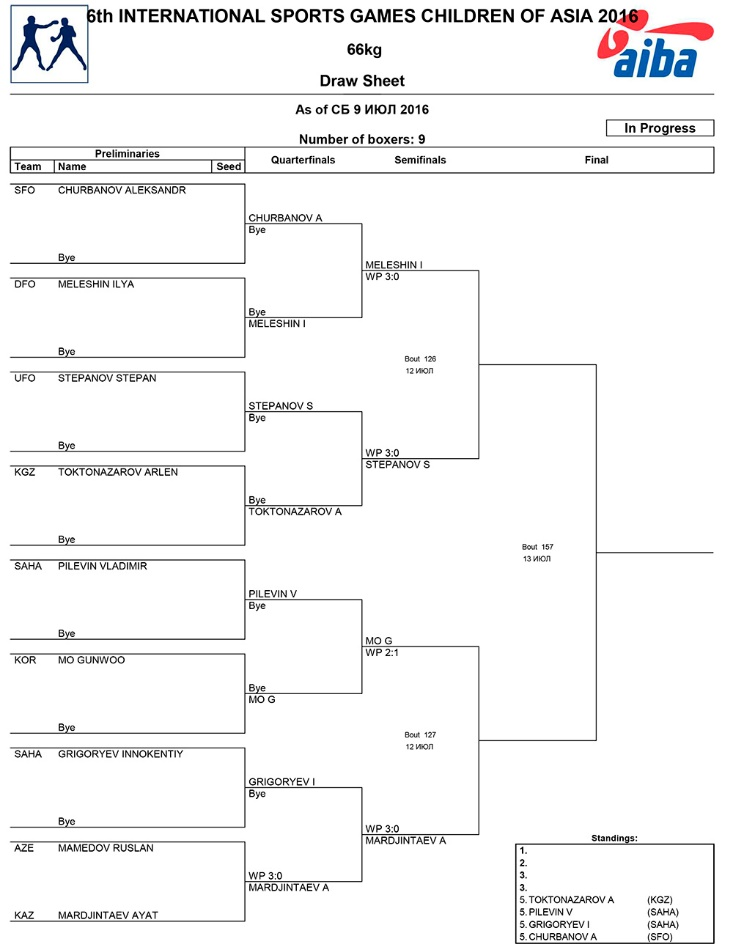 6th INTERNATIONAL SPORTS GAMES CHILDREN OF ASIA 2016
aiba
66kg
Draw Sheet
As of СБ 9 ИЮЛ 2016
In Progress
Number of boxers: 9
Preliminaries
Quarterfinals Semifinals Final
Team Name Seed
SFO CHURBANOV ALEKSANDR
CHURBANOV A
Bye
Bye
MELESHIN I
WP 3:0
DFO MELESHIN ILYA
Bye
MELESHIN I
Bye
Bout 126
12 ИЮЛ
UFO STEPANOV STEPAN
STEPANOV S
Bye
Bye
WP 3:0
STEPANOV S
KGZ TOKTONAZAROV ARLEN
Bye
TOKTONAZAROV A
Bye
Bout 157
13 ИЮЛ
SAHA PILEVIN VLADIMIR
PILEVIN V
Bye
Bye
MO G
WP 2:1
KOR MO GUNWOO
Bye
MO G
Bye
Bout 127
12 ИЮЛ
SAHA GRIGORYEV INNOKENTIY
GRIGORYEV I
Bye
Bye
WP 3:0
MARDJINTAEV A
AZE MAMEDOV RUSLAN
WP 3:0
MARDJINTAEV A
KAZ MARDJINTAEV AYAT
Standings:
1.
2.
3.
3.
5. TOKTONAZAROV A (KGZ)
5. PILEVIN V (SAHA)
5. GRIGORYEV I (SAHA)
5. CHURBANOV A (SFO)